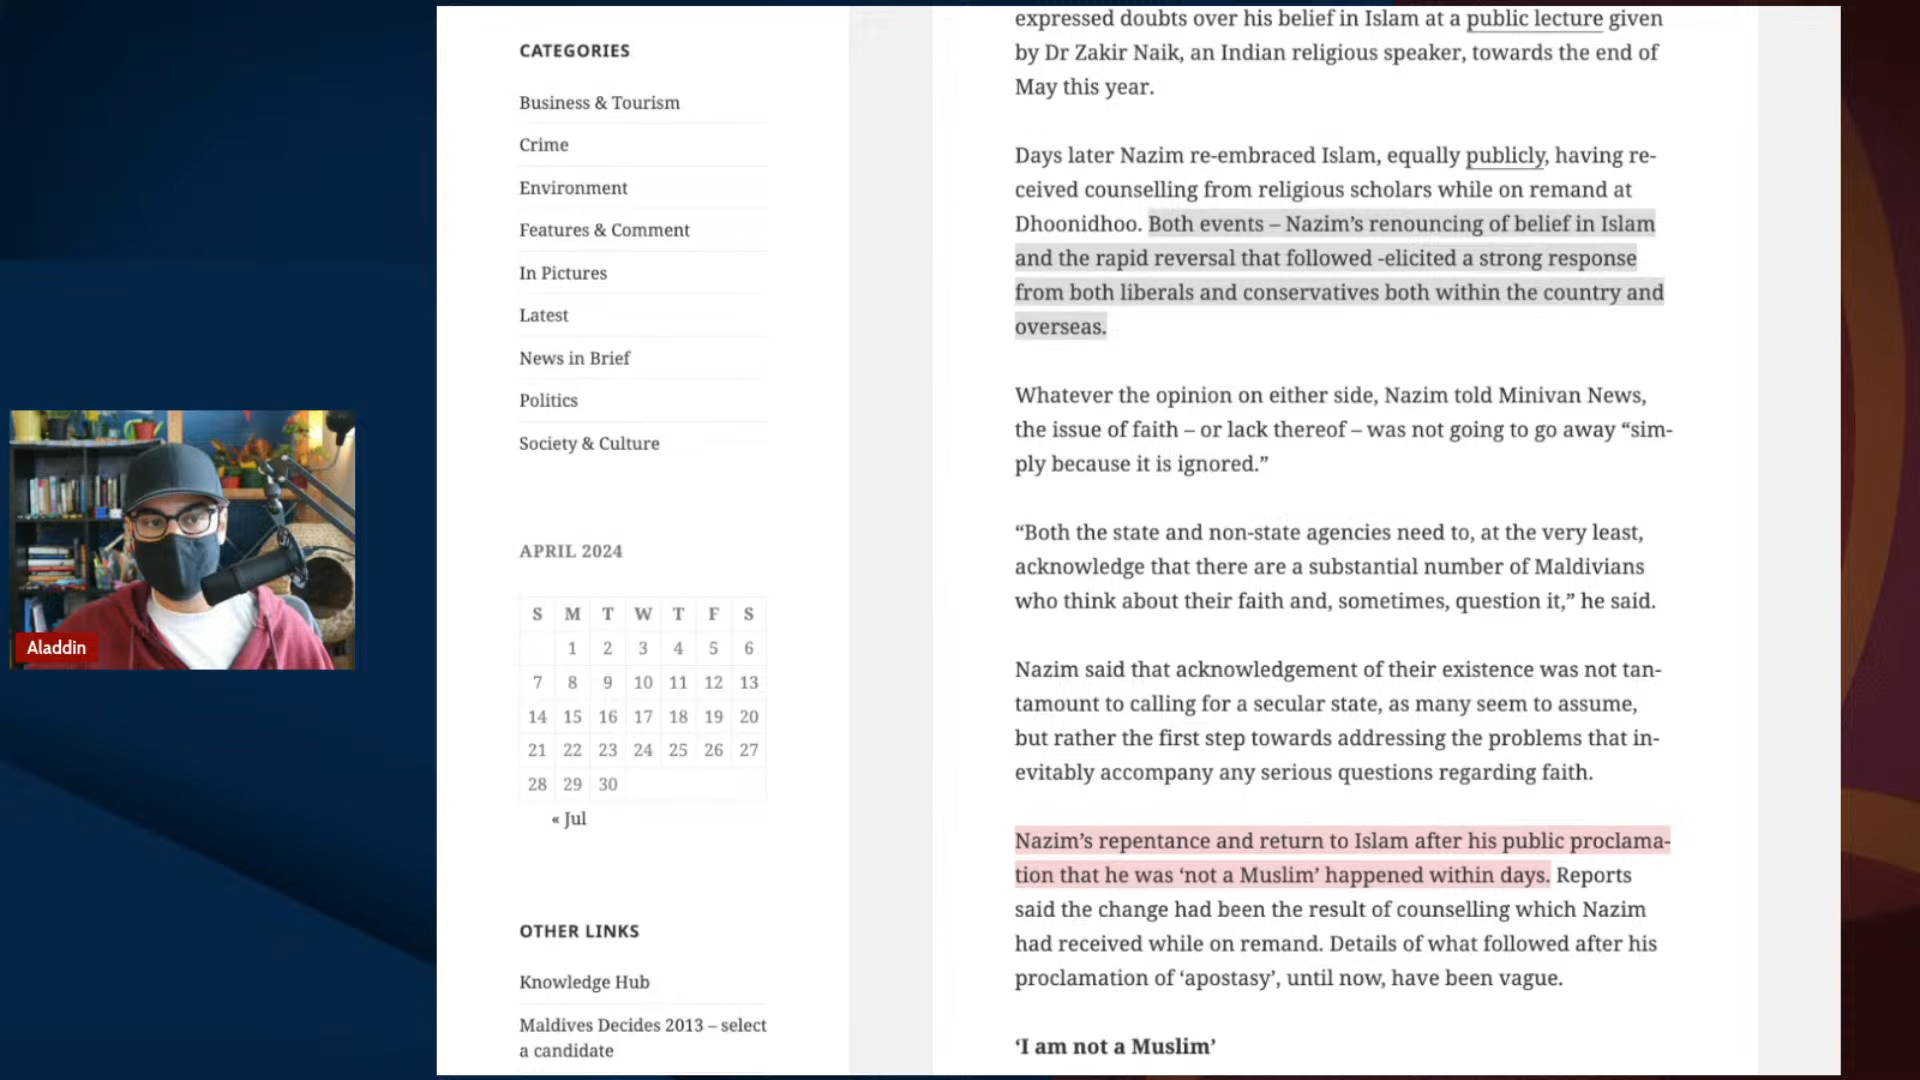 CATEGORIES
Business & Tourism
Crime
Environment
Features & Comment
In Pictures
Latest
News in Brief
Politics
Society & Culture
APRIL 2024
S M T W T F S
1 2 3 4 5 6
7 8 9 10 11 12 13
14 15 16 17 18 19 20
21 22 23 24 25 26 27
28 29 30
« Jul
OTHER LINKS
Knowledge Hub
Maldives Decides 2013 – select
a candidate
expressed doubts over his belief in Islam at a public lecture given
by Dr Zakir Naik, an Indian religious speaker, towards the end of
May this year.
Days later Nazim re-embraced Islam, equally publicly, having re-
ceived counselling from religious scholars while on remand at
Dhoonidhoo. Both events – Nazim’s renouncing of belief in Islam
and the rapid reversal that followed -elicited a strong response
from both liberals and conservatives both within the country and
overseas.
Whatever the opinion on either side, Nazim told Minivan News,
the issue of faith – or lack thereof – was not going to go away “sim-
ply because it is ignored.”
“Both the state and non-state agencies need to, at the very least,
acknowledge that there are a substantial number of Maldivians
who think about their faith and, sometimes, question it,” he said.
Nazim said that acknowledgement of their existence was not tan-
tamount to calling for a secular state, as many seem to assume,
but rather the first step towards addressing the problems that in-
evitably accompany any serious questions regarding faith.
Nazim’s repentance and return to Islam after his public proclama-
tion that he was ‘not a Muslim’ happened within days. Reports
said the change had been the result of counselling which Nazim
had received while on remand. Details of what followed after his
proclamation of ‘apostasy’, until now, have been vague.
‘I am not a Muslim’
Aladdin